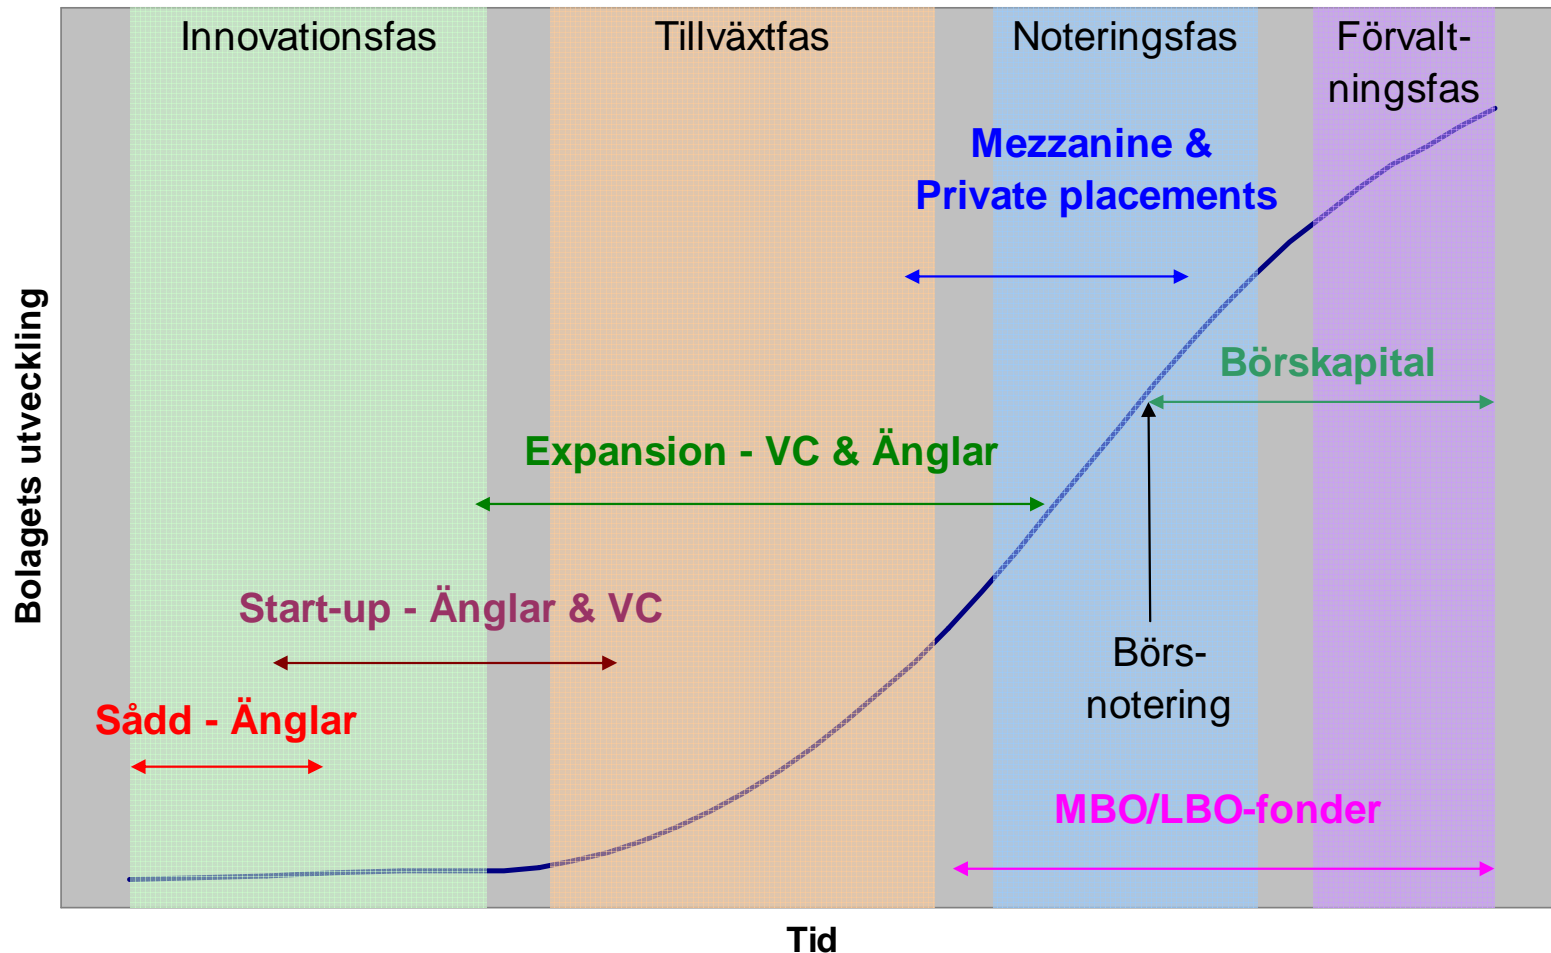 Innovationsfas
Tillväxtfas
Noteringsfas
Förvalt-
ningsfas
Mezzanine &
Private placements
Börskapital
Expansion - VC & Änglar
Start-up - Änglar & VC
Börs-
notering
Sådd - Änglar
MBO/LBO-fonder
Bolagets utveckling
Tid